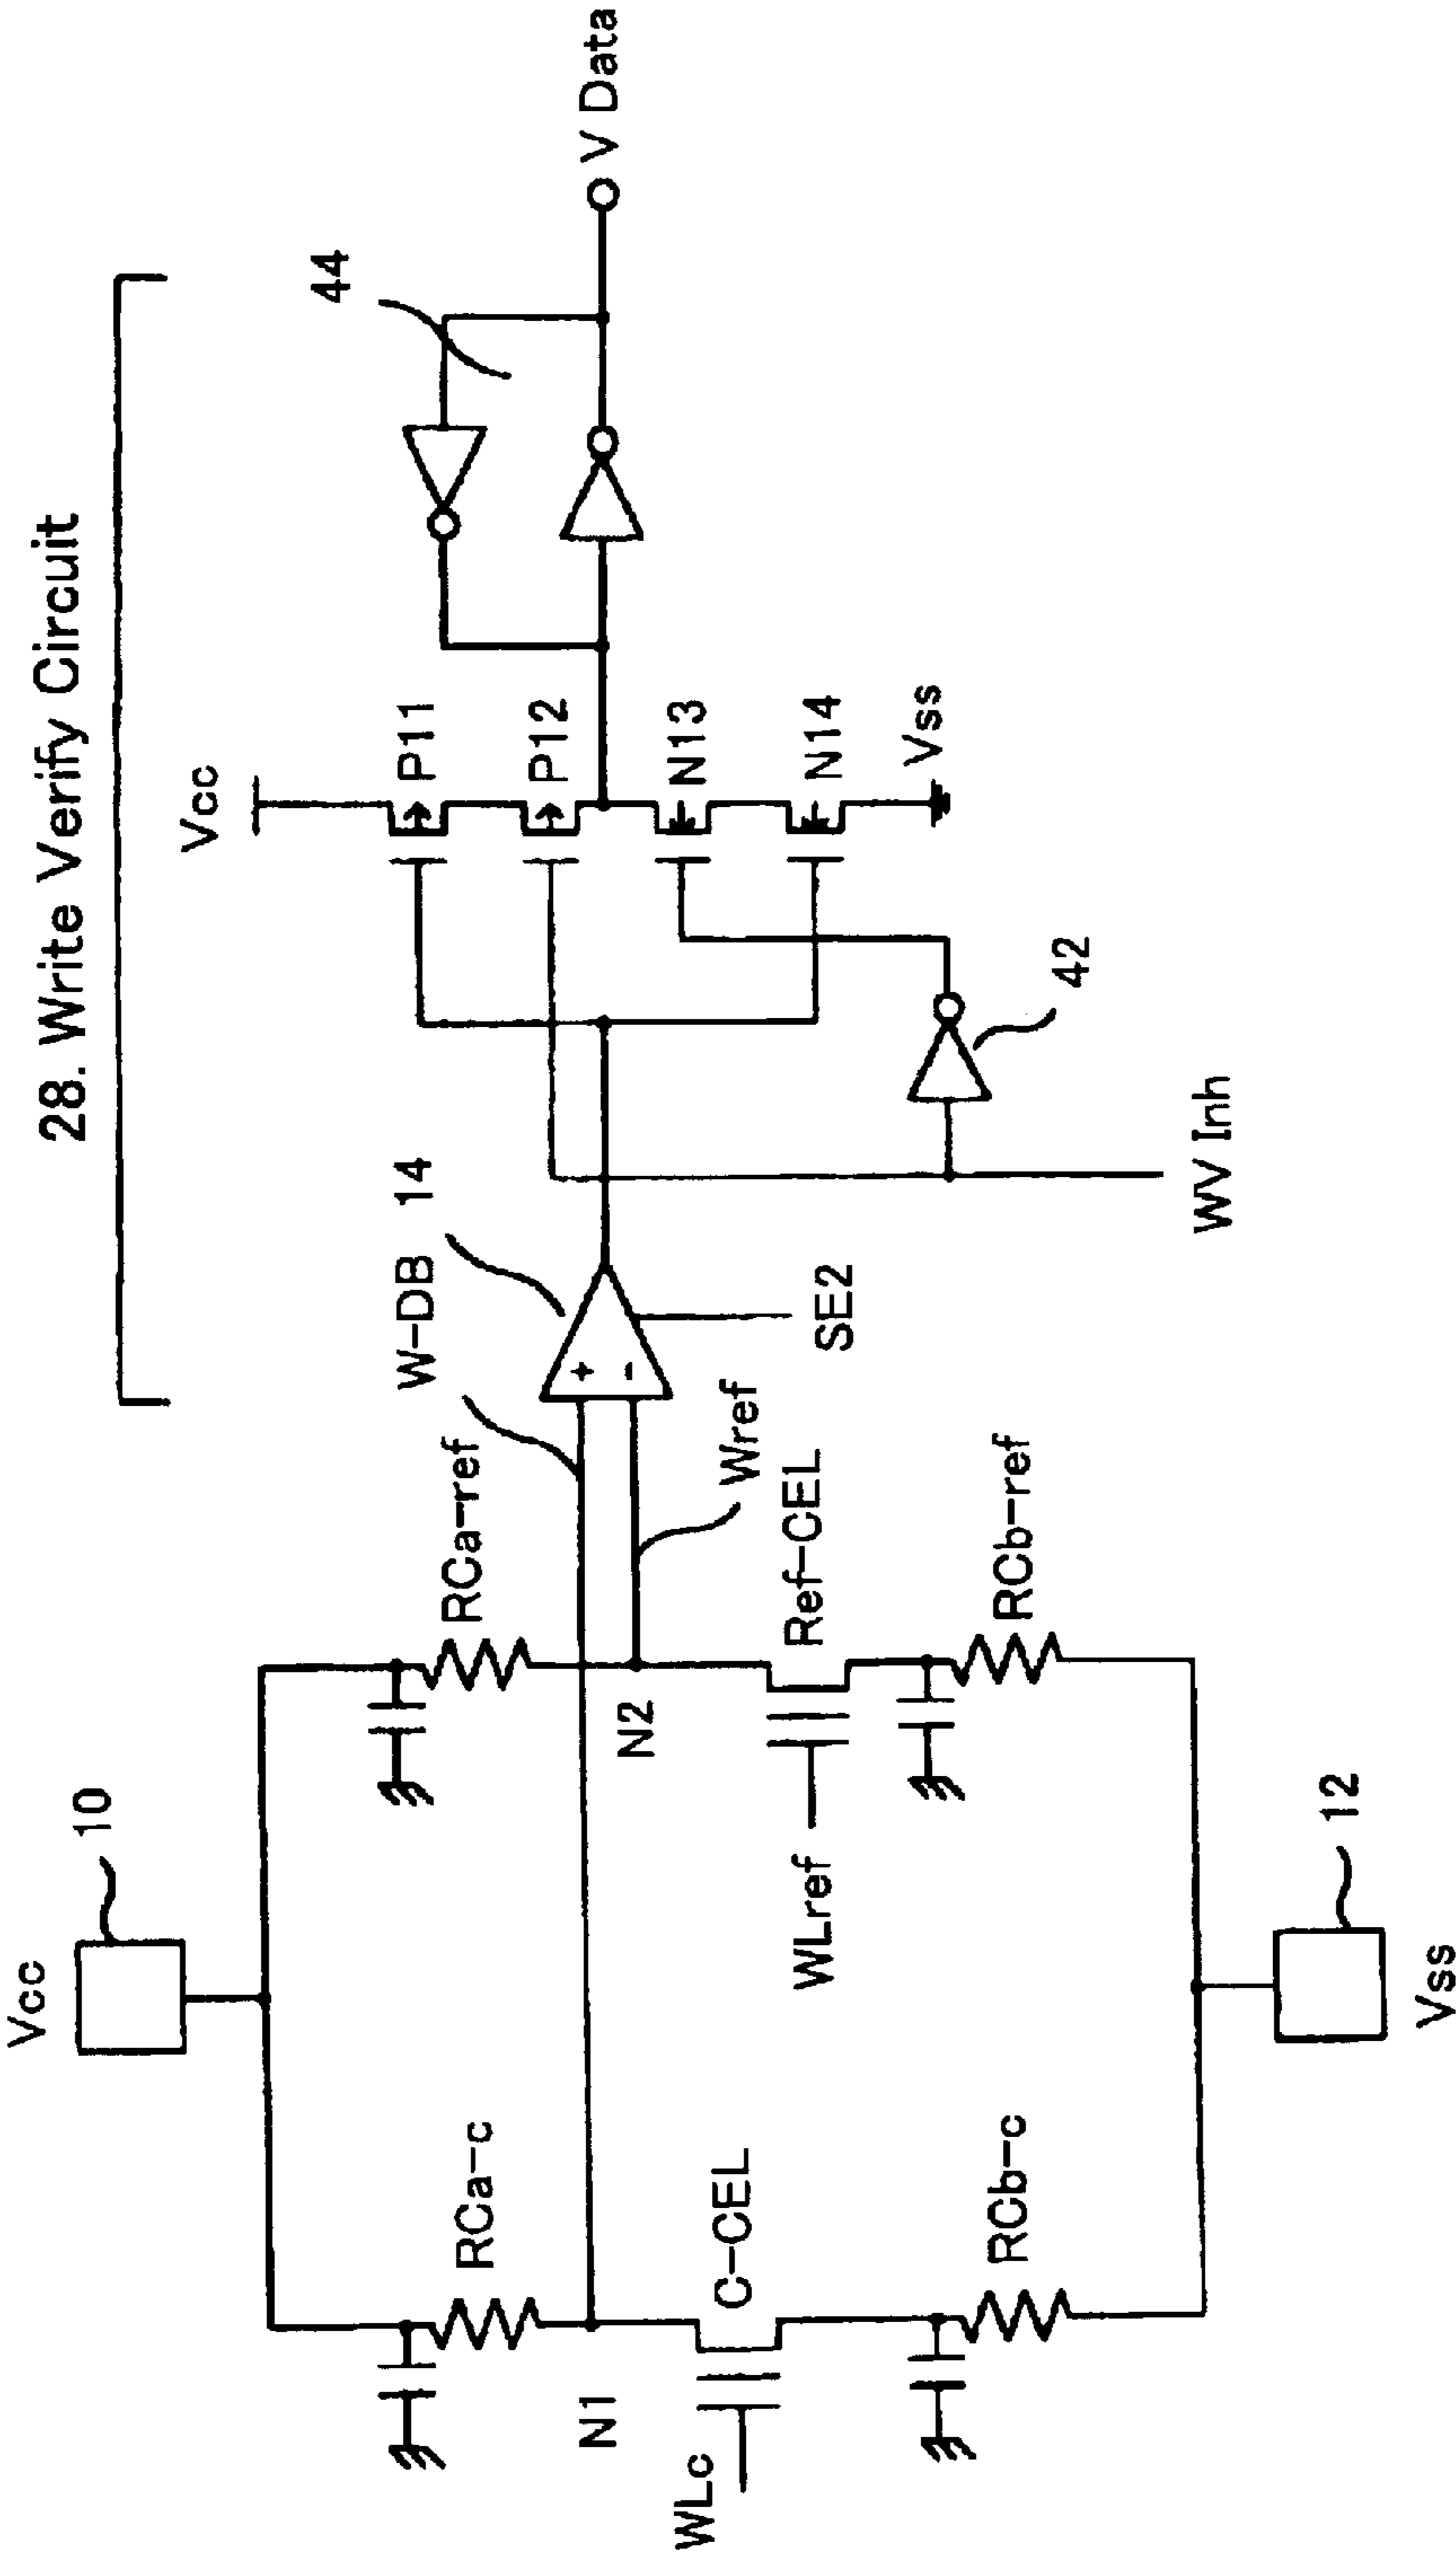 28. Write Verify Circuit
Vcc
10
Vcc
RCa-c
RCa-ref
W-DB
14
P11
44
N1
N2
P12
V Data
WLc
C-CEL
Wref
WLref
Ref-CEL
SE2
N13
N14
Vss
42
RCb-c
RCb-ref
WV Inh
12
Vss